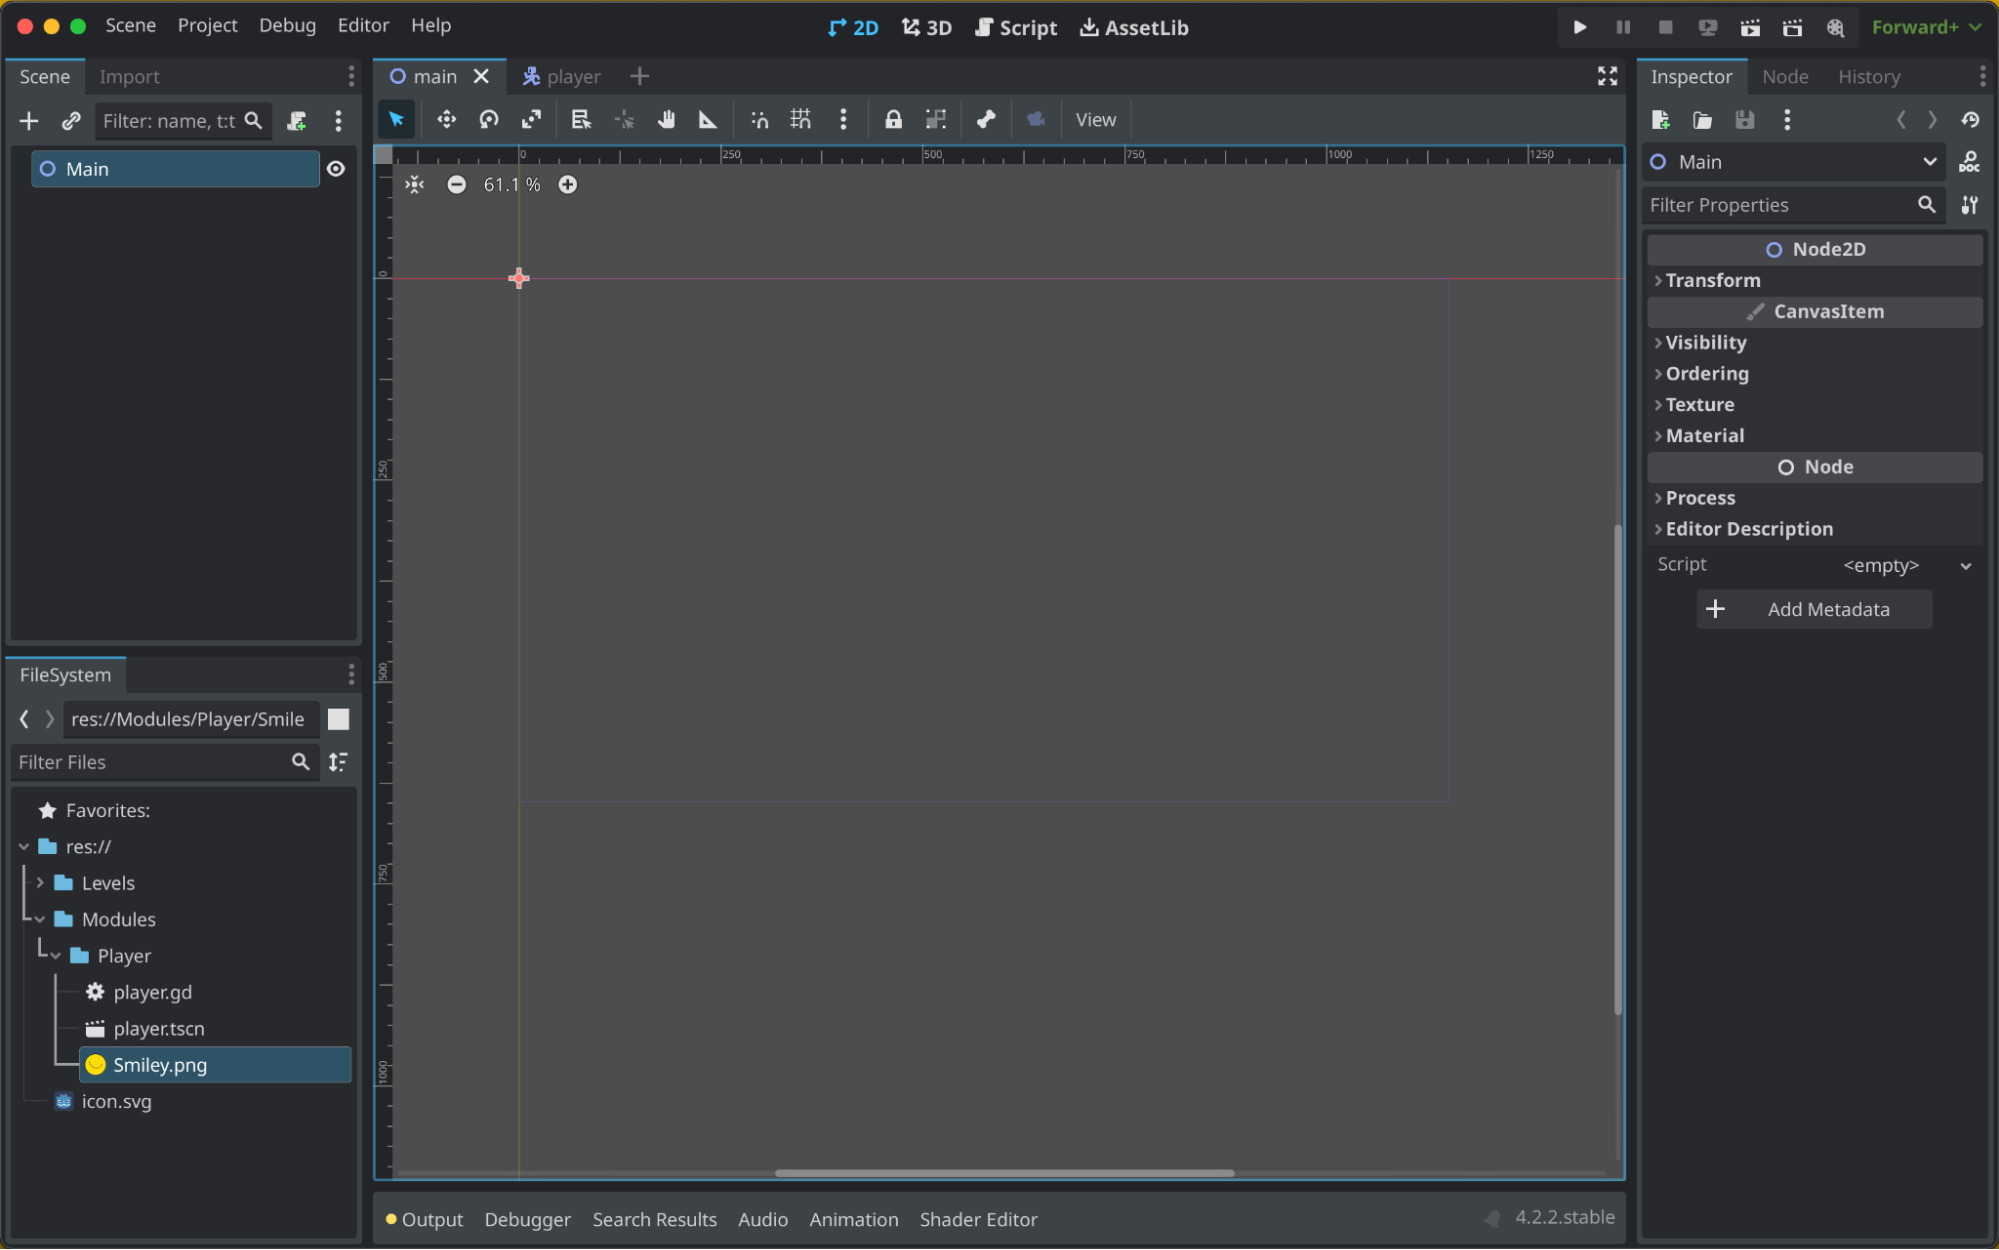 Scene Project Debug Editor Help
2D 3D Script AssetLib
Forward+
Scene Import
Filter: name, t:t
Main
main player
View
0 250 500 750 1000 1250
61.1 %
0
250
500
750
1000
FileSystem
res://Modules/Player/Smile
Filter Files
Favorites:
res://
Levels
Modules
Player
player.gd
player.tscn
Smiley.png
icon.svg
Output Debugger Search Results Audio Animation Shader Editor
4.2.2.stable
Inspector Node History
Main
DOC
Filter Properties
Node2D
Transform
CanvasItem
Visibility
Ordering
Texture
Material
Node
Process
Editor Description
Script <empty>
Add Metadata